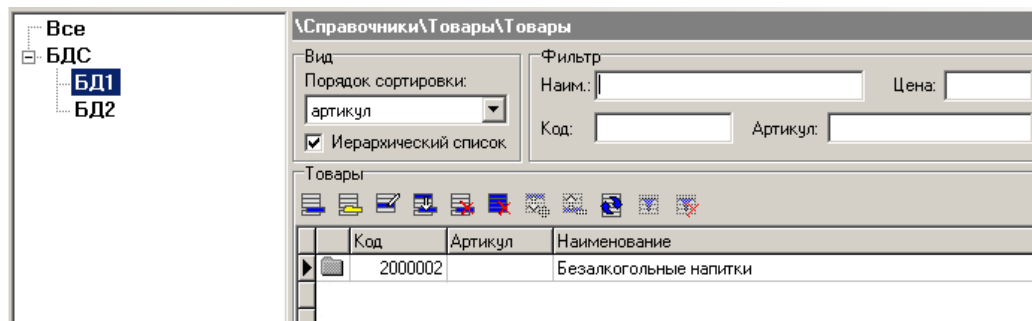 Все
БДС
БД1
БД2
\Справочники\Товары\Товары
Вид
Порядок сортировки:
артикул
Иерархический список
Фильтр
Наим.:
Цена:
Код:
Артикул:
Товары
Код Артикул Наименование
2000002 Безалкогольные напитки